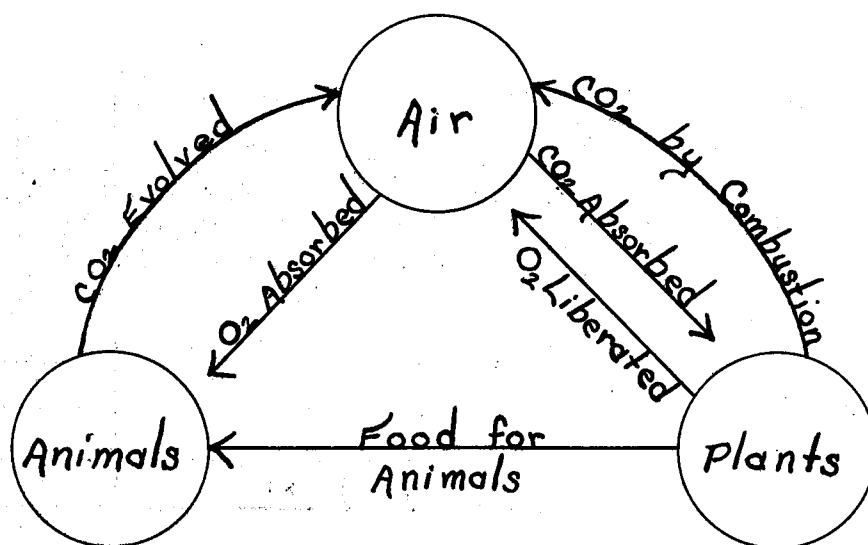 Air
CO₂ Evolved
O₂ Absorbed
CO₂ Absorbed
CO₂ by Combustion
O₂ Liberated
Animals
Food for
Animals
Plants